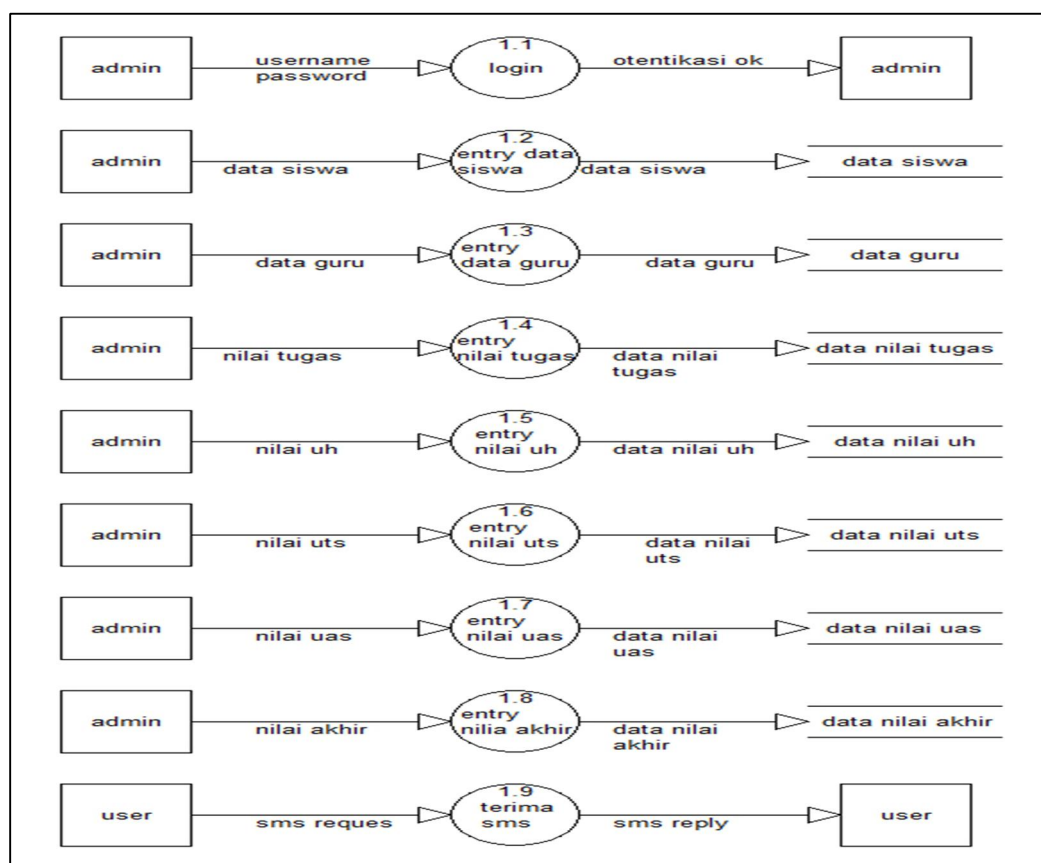 admin
username
password
1.1
login
otentikasi ok
admin
admin
data siswa
1.2
entry data
siswa
data siswa
data siswa
admin
data guru
1.3
entry
data guru
data guru
data guru
admin
nilai tugas
1.4
entry
nilai tugas
data nilai
tugas
data nilai tugas
admin
nilai uh
1.5
entry
nilai uh
data nilai uh
data nilai uh
admin
nilai uts
1.6
entry
nilai uts
data nilai
uts
data nilai uts
admin
nilai uas
1.7
entry
nilai uas
data nilai
uas
data nilai uas
admin
nilai akhir
1.8
entry
nilia akhir
data nilai
akhir
data nilai akhir
user
sms reques
1.9
terima
sms
sms reply
user